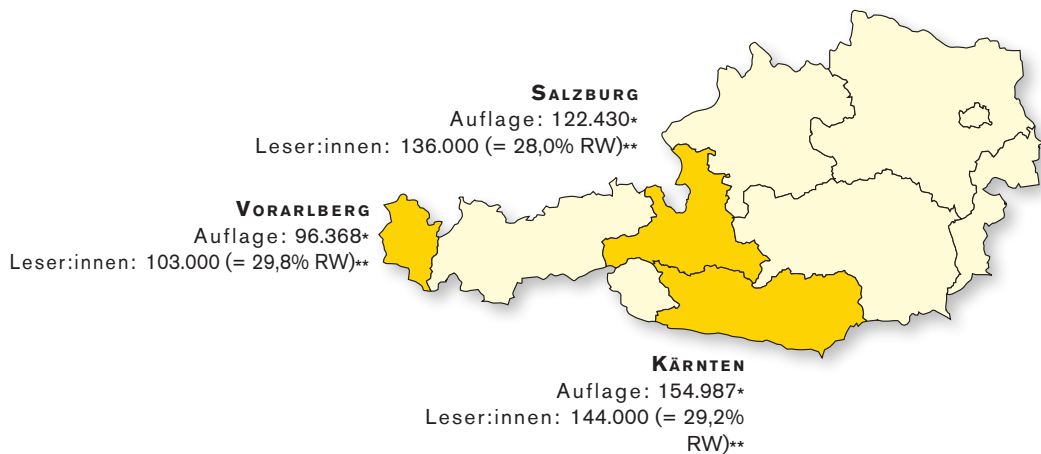 SALZBURG
Auflage: 122.430*
Leser:innen: 136.000 (= 28,0% RW)**
VORARLBERG
Auflage: 96.368*
Leser:innen: 103.000 (= 29,8% RW)**
KÄRNTEN
Auflage: 154.987*
Leser:innen: 144.000 (= 29,2%
RW)**